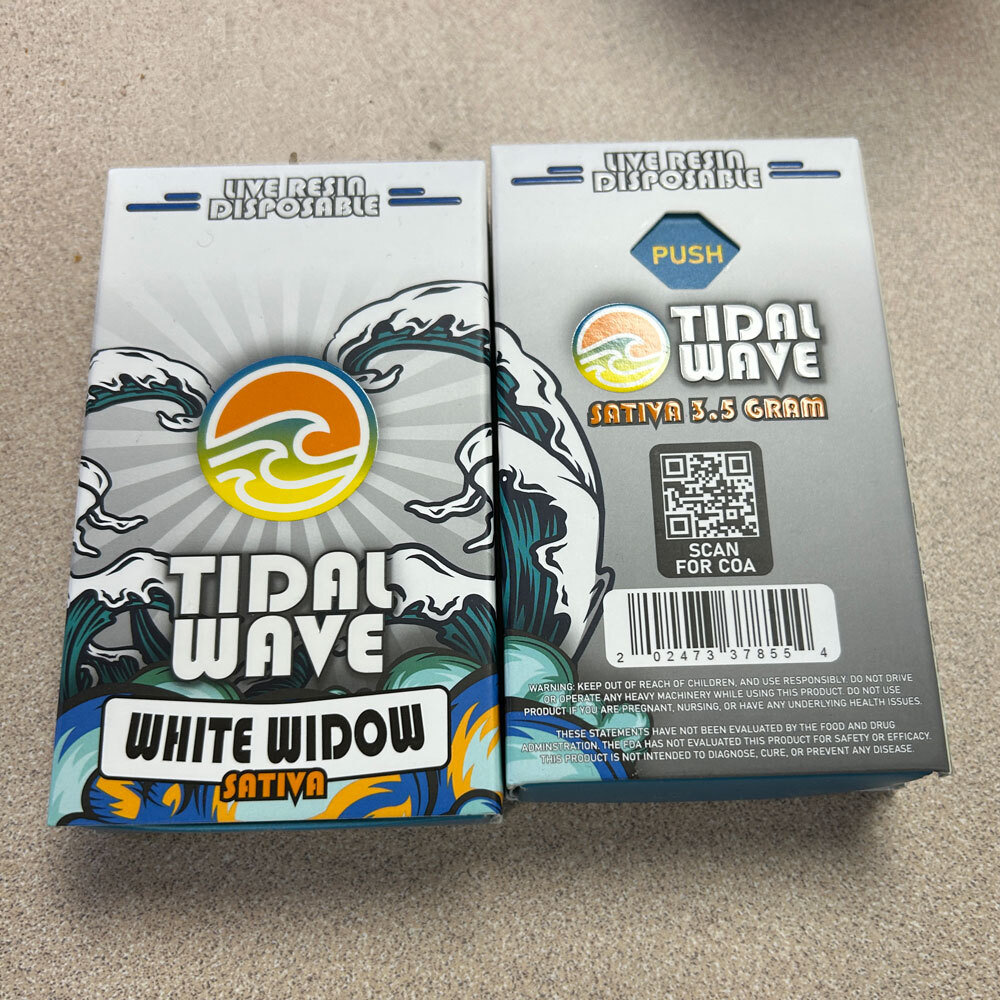 LIVE RESIN
DISPOSABLE
TIDAL
WAVE
WHITE WIDOW
SATIVA
LIVE RESIN
DISPOSABLE
PUSH
TIDAL
WAVE
SATIVA 3.5 GRAM
SCAN
FOR COA
2 02473 37855 4
WARNING: KEEP OUT OF REACH OF CHILDREN, AND USE RESPONSIBLY. DO NOT DRIVE
OR OPERATE ANY HEAVY MACHINERY WHILE USING THIS PRODUCT. DO NOT USE
PRODUCT IF YOU ARE PREGNANT, NURSING, OR HAVE ANY UNDERLYING HEALTH ISSUES.
THESE STATEMENTS HAVE NOT BEEN EVALUATED BY THE FOOD AND DRUG
ADMINSTRATION. THE FDA HAS NOT EVALUATED THIS PRODUCT FOR SAFETY OR EFFICACY.
THIS PRODUCT IS NOT INTENDED TO DIAGNOSE, CURE, OR PREVENT ANY DISEASE.